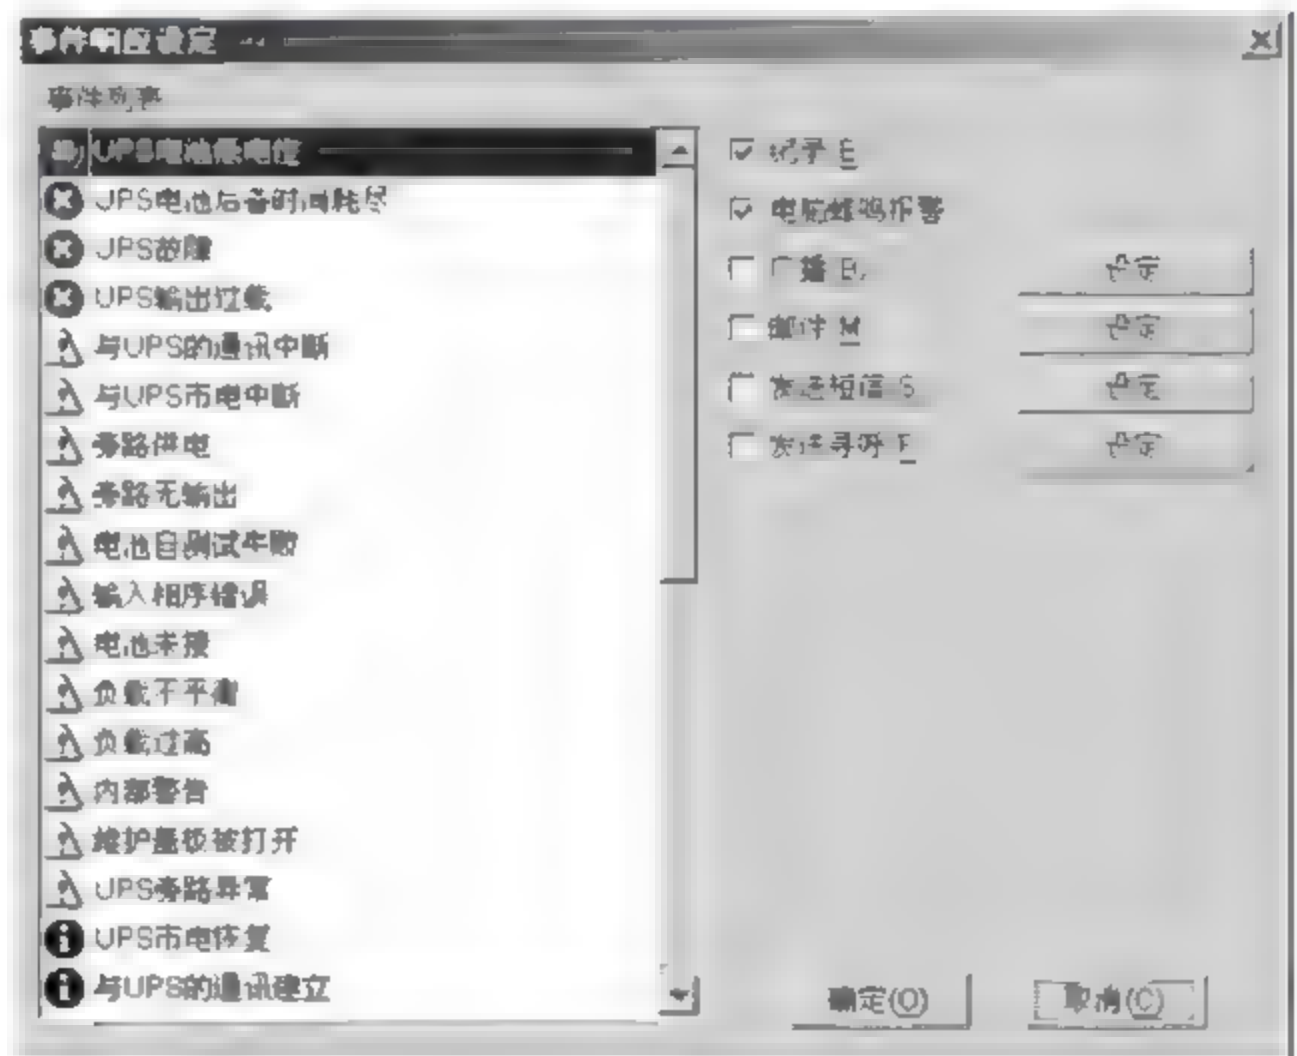 事件响应设定
事件列表
UPS电池低电位
UPS电池后备时间耗尽
UPS故障
UPS输出过载
与UPS的通讯中断
与UPS市电中断
旁路供电
旁路无输出
电池自测试失败
输入相序错误
电池未接
负载不平衡
负载过高
内部警告
维护盖板被打开
UPS旁路异常
UPS市电恢复
与UPS的通讯建立
E
电脑蜂鸣报警
广播 B 设定
邮件 M 设定
发送短信 S 设定
发送寻呼 设定
确定(O)
取消(C)